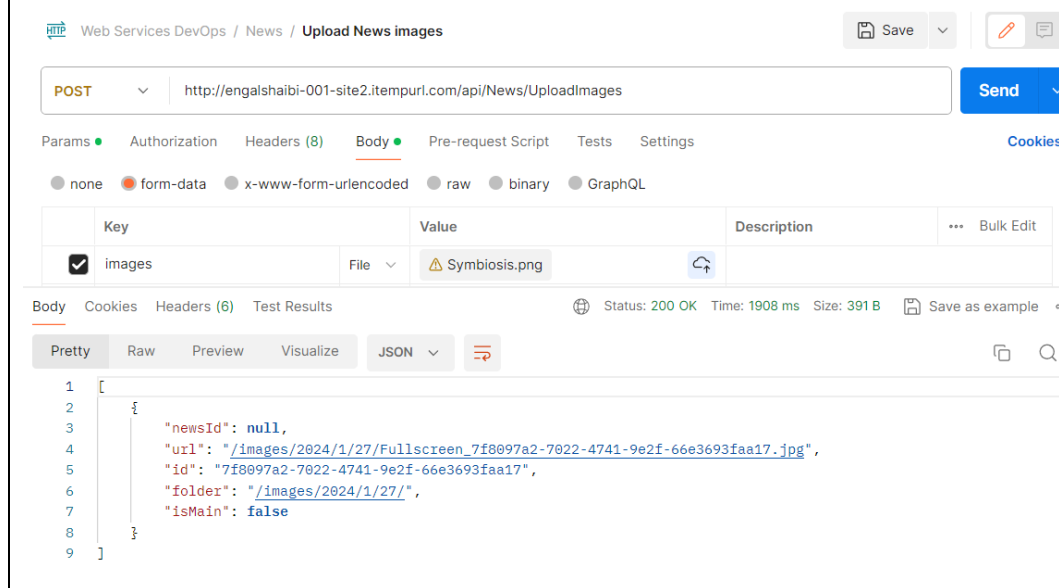 HTTP Web Services DevOps / News / Upload News images Save
POST http://engalshaibi-001-site2.itempurl.com/api/News/UploadImages Send
Params Authorization Headers (8) Body Pre-request Script Tests Settings Cookies
none form-data x-www-form-urlencoded raw binary GraphQL
Key Value Description ••• Bulk Edit
images File Symbiosis.png
Body Cookies Headers (6) Test Results Status: 200 OK Time: 1908 ms Size: 391 B Save as example
Pretty Raw Preview Visualize JSON
1 [
2 {
3 "newsId": null,
4 "url": "/images/2024/1/27/Fullscreen_7f8097a2-7022-4741-9e2f-66e3693faa17.jpg",
5 "id": "7f8097a2-7022-4741-9e2f-66e3693faa17",
6 "folder": "/images/2024/1/27/",
7 "isMain": false
8 }
9 ]